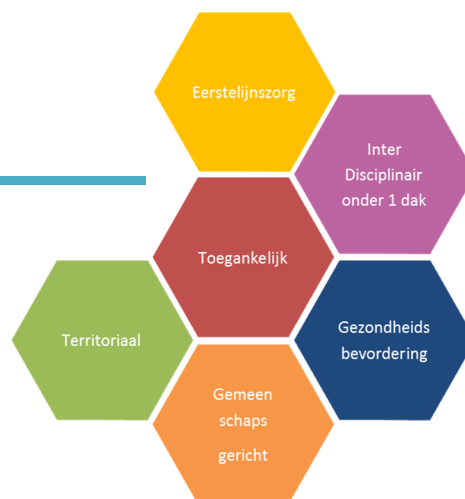 Eerstelijnszorg
Inter
Disciplinair
onder 1 dak
Toegankelijk
Territoriaal
Gezondheids
bevordering
Gemeen
schaps
gericht